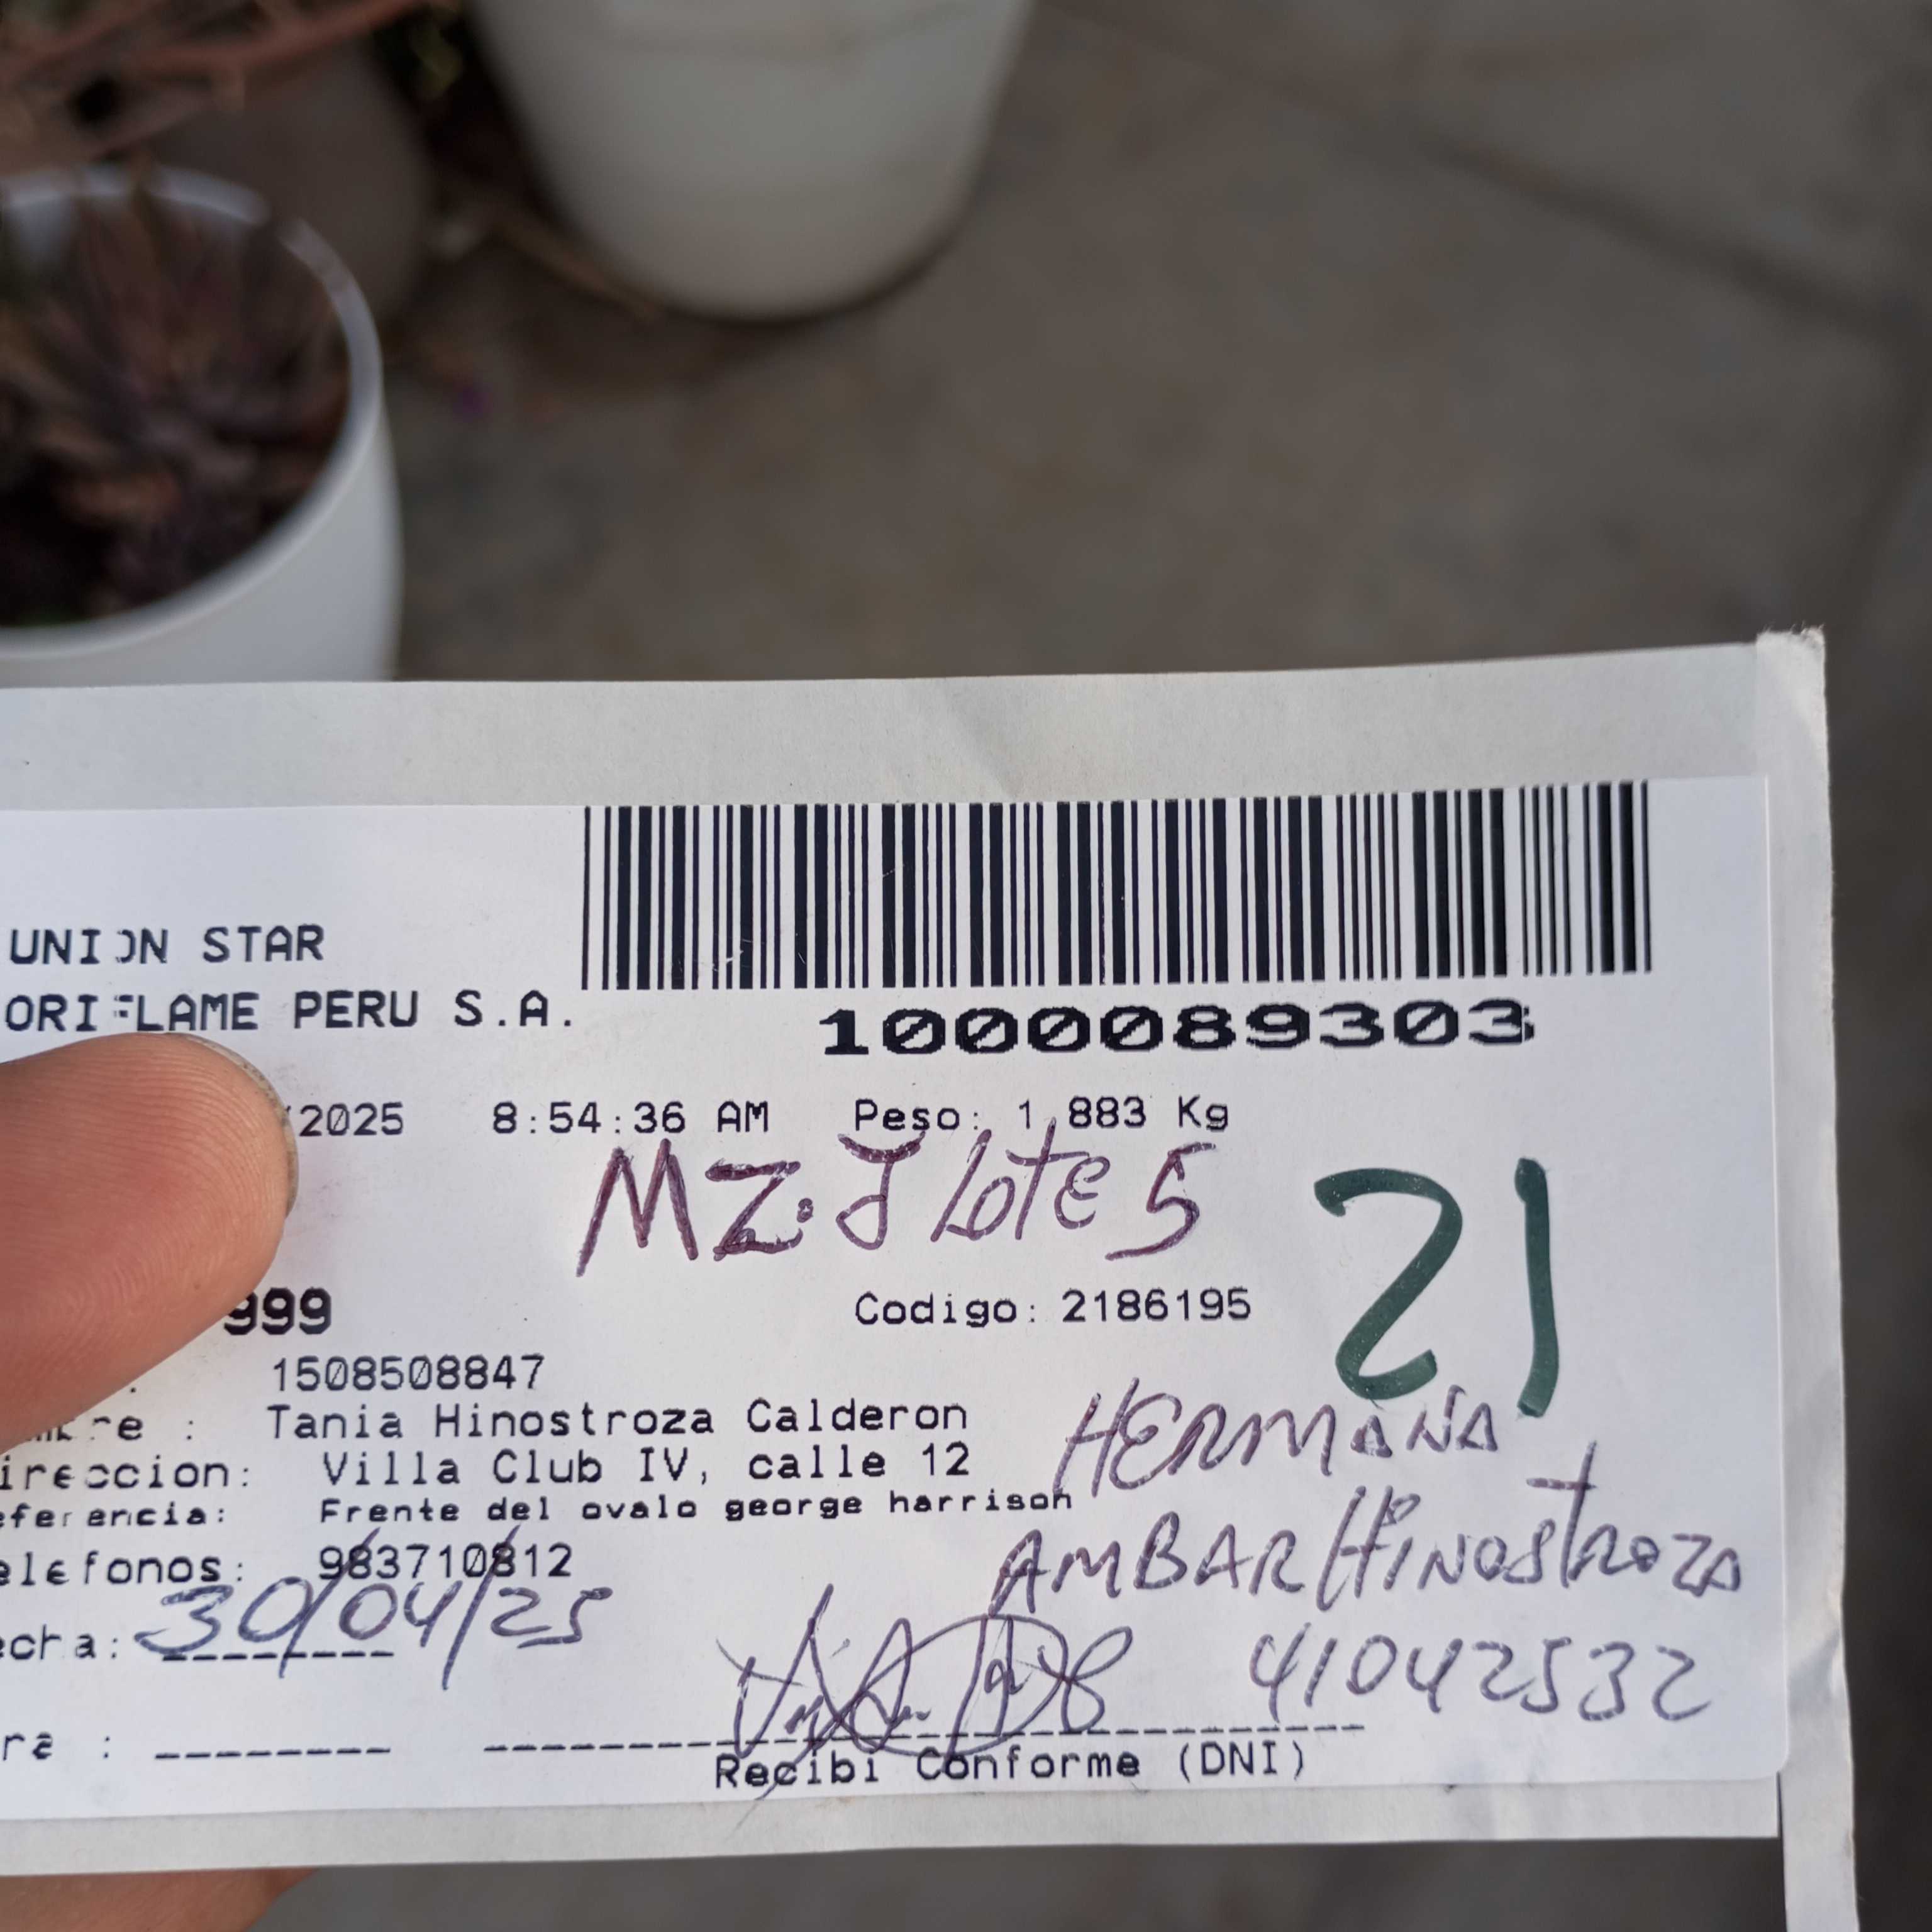 UNION STAR
ORIFLAME PERU S.A.
1000089303
2025 8:54:36 AM Peso: 1,883 Kg
MZ: J Lote 5
21
999 Codigo: 2186195
1508508847
re : Tania Hinostroza Calderon
HERMANA
ireccion: Villa Club IV, calle 12
eferencia: Frente del ovalo george harrison
AMBAR HINOSTROZA
elefonos: 983710812
echa: 30/04/25
41042532
ra :
Recibi Conforme (DNI)